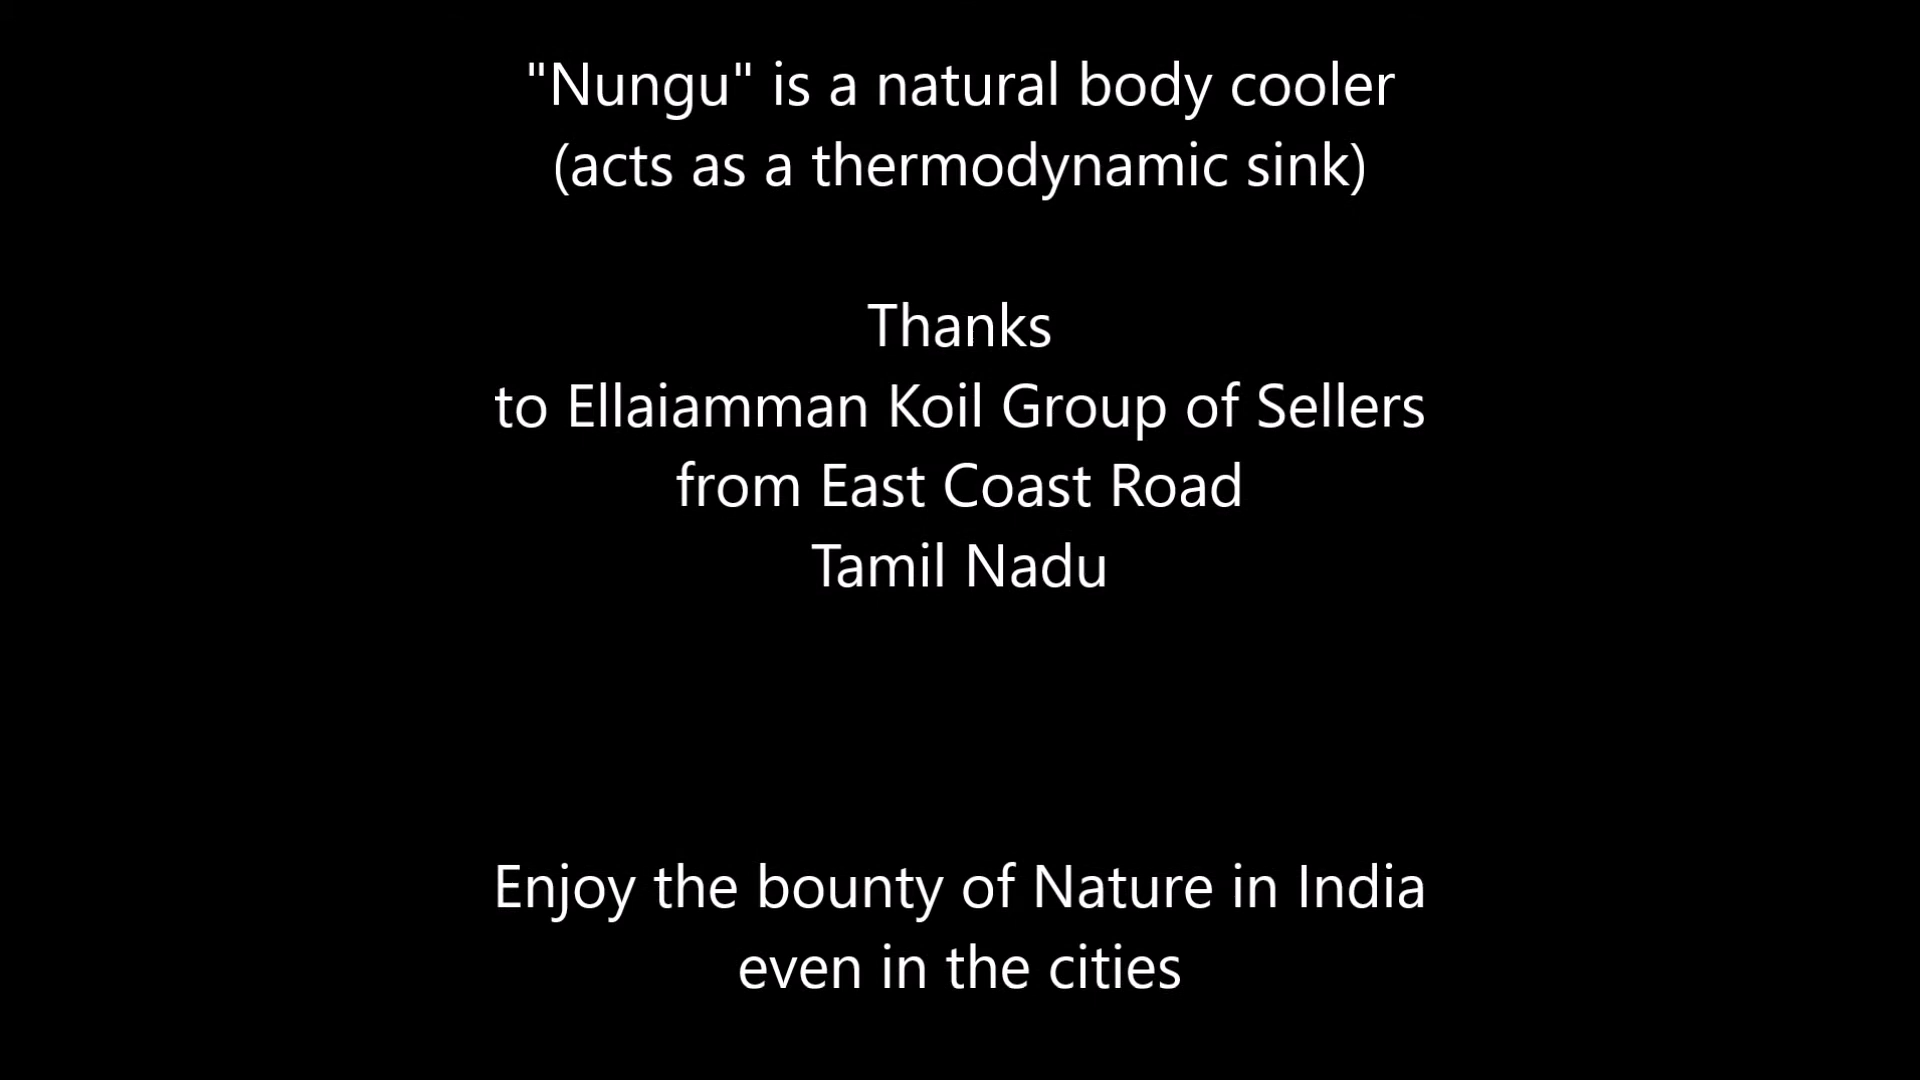 "Nungu" is a natural body cooler
(acts as a thermodynamic sink)
Thanks
to Ellaiamman Koil Group of Sellers
from East Coast Road
Tamil Nadu
Enjoy the bounty of Nature in India
even in the cities